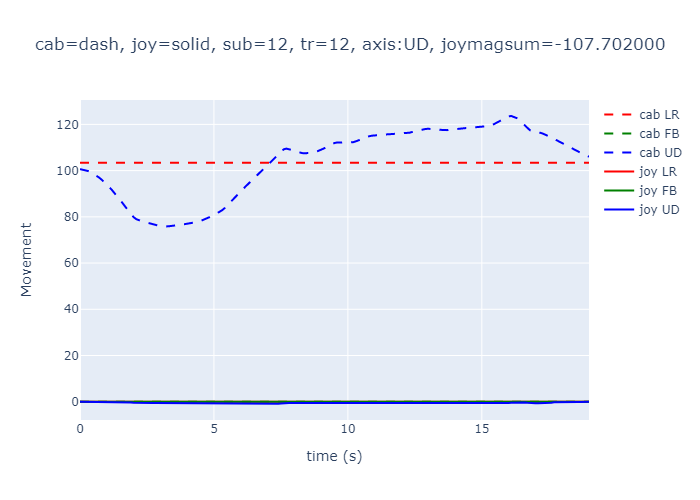 cab=dash, joy=solid, sub=12, tr=12, axis:UD, joymagsum=-107.702000
cab LR
cab FB
cab UD
joy LR
joy FB
joy UD
Movement
120
100
80
60
40
20
0
0 5 10 15
time (s)